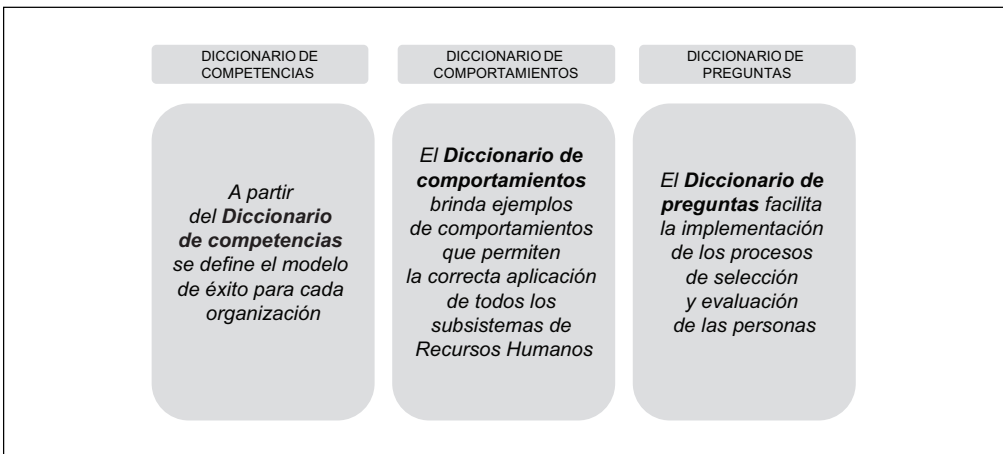 DICCIONARIO DE
COMPETENCIAS
DICCIONARIO DE
COMPORTAMIENTOS
DICCIONARIO DE
PREGUNTAS
A partir
del Diccionario
de competencias
se define el modelo
de éxito para cada
organización
El Diccionario de
comportamientos
brinda ejemplos
de comportamientos
que permiten
la correcta aplicación
de todos los
subsistemas de
Recursos Humanos
El Diccionario de
preguntas facilita
la implementación
de los procesos
de selección
y evaluación
de las personas